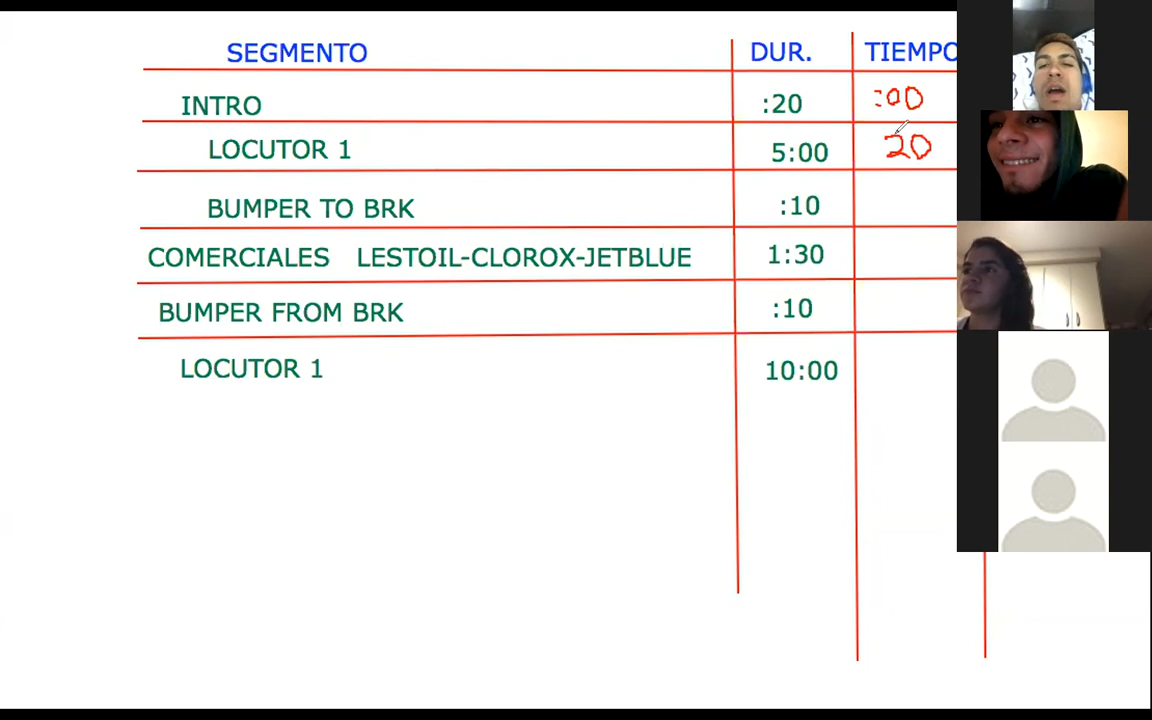 SEGMENTO DUR. TIEMPO
INTRO :20 :00
LOCUTOR 1 5:00 20
BUMPER TO BRK :10
COMERCIALES LESTOIL-CLOROX-JETBLUE 1:30
BUMPER FROM BRK :10
LOCUTOR 1 10:00